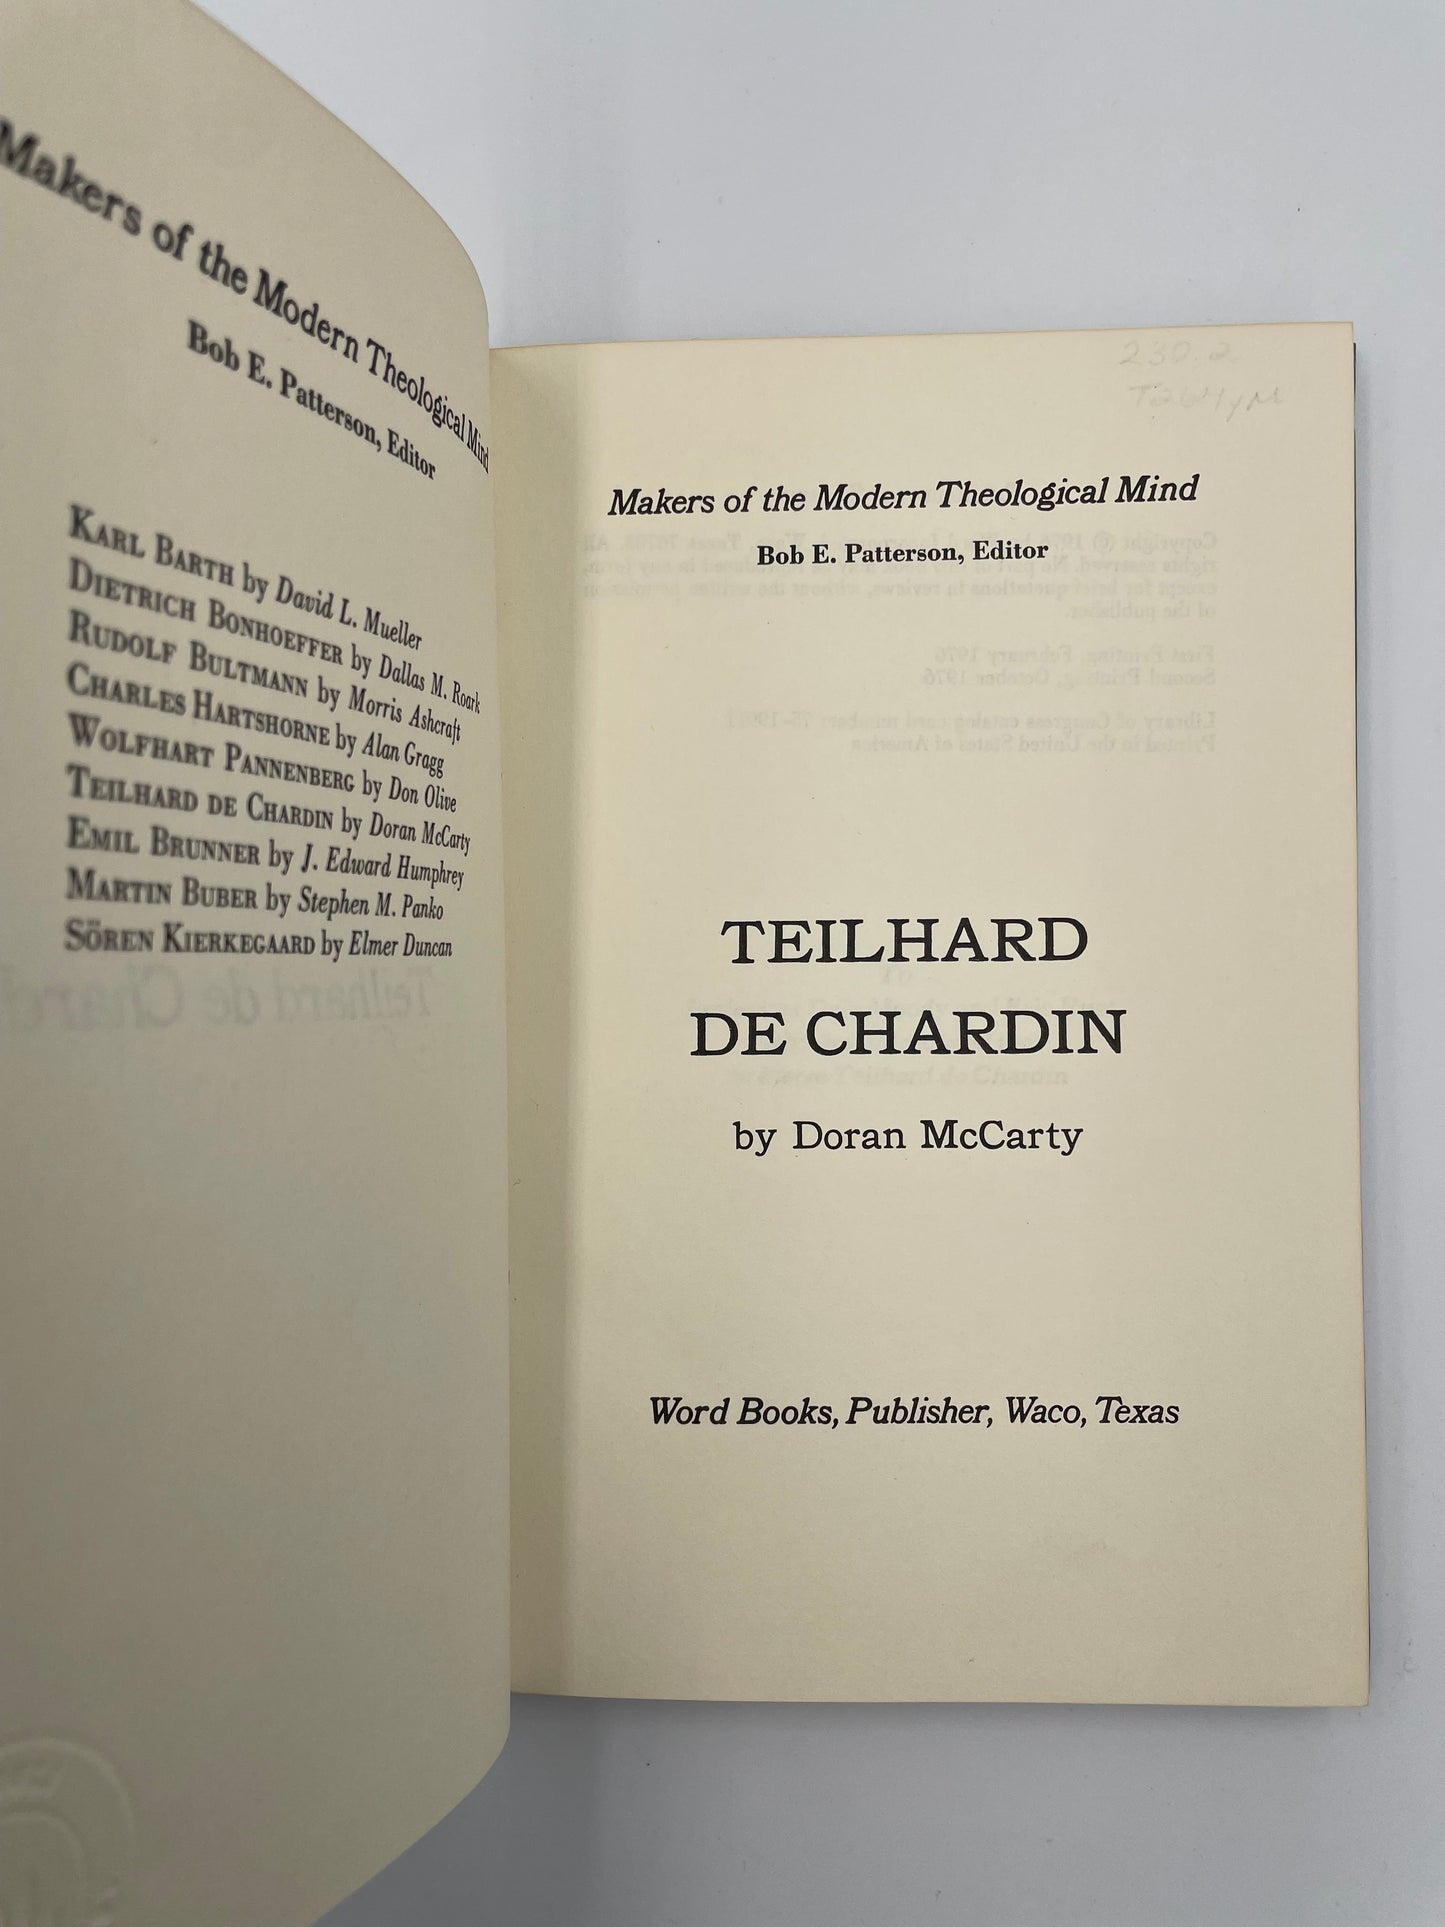 Makers of the Modern Theological Mind
Bob E. Patterson, Editor
KARL BARTH by David L. Mueller
DIETRICH BONHOEFFER by Dallas M. Roark
RUDOLF BULTMANN by Morris Ashcraft
CHARLES HARTSHORNE by Alan Gragg
WOLFHART PANNENBERG by Don Olive
TEILHARD DE CHARDIN by Doran McCarty
EMIL BRUNNER by J. Edward Humphrey
MARTIN BUBER by Stephen M. Panko
SÖREN KIERKEGAARD by Elmer Duncan
230.2
Makers of the Modern Theological Mind
Bob E. Patterson, Editor
TEILHARD
DE CHARDIN
by Doran McCarty
Word Books, Publisher, Waco, Texas